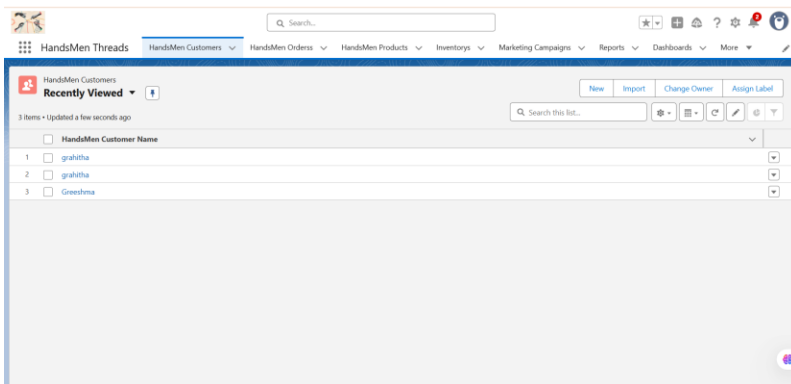 Search...
2
HandsMen Threads HandsMen Customers HandsMen Orderss HandsMen Products Inventorys Marketing Campaigns Reports Dashboards More
HandsMen Customers
Recently Viewed
New Import Change Owner Assign Label
3 items • Updated a few seconds ago
Search this list...
HandsMen Customer Name
1 grahitha
2 grahitha
3 Greeshma